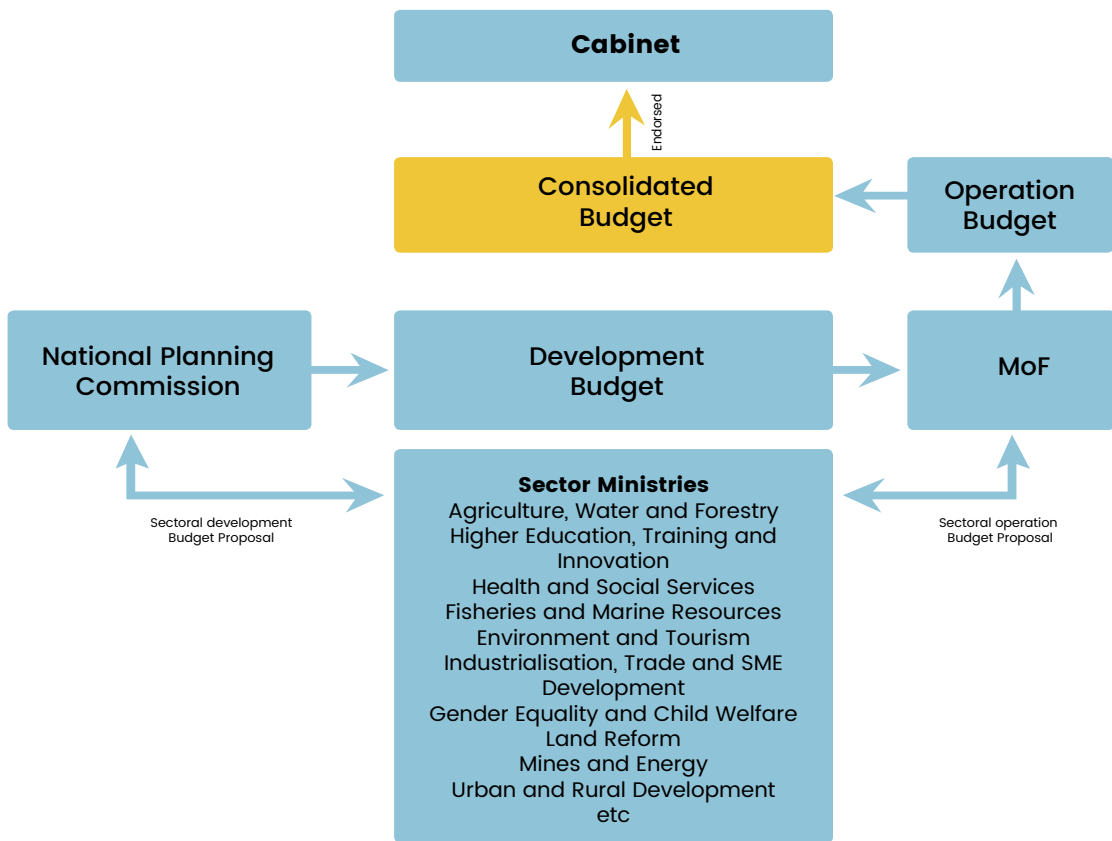 Cabinet
Endorsed
Consolidated
Budget
Operation
Budget
National Planning
Commission
Development
Budget
MoF
Sector Ministries
Agriculture, Water and Forestry
Higher Education, Training and
Innovation
Health and Social Services
Fisheries and Marine Resources
Environment and Tourism
Industrialisation, Trade and SME
Development
Gender Equality and Child Welfare
Land Reform
Mines and Energy
Urban and Rural Development
etc
Sectoral development
Budget Proposal
Sectoral operation
Budget Proposal